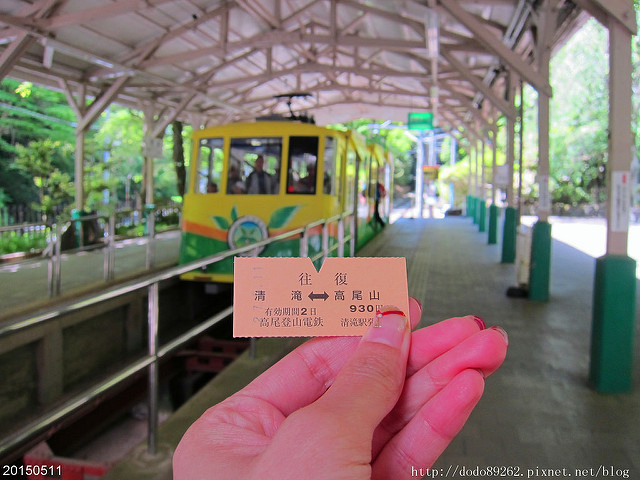 往復
清滝⟷高尾山
930円
有効期間2日
高尾登山電鉄 清滝駅発
20150511
http://dodo89262.pixnet.net/blog